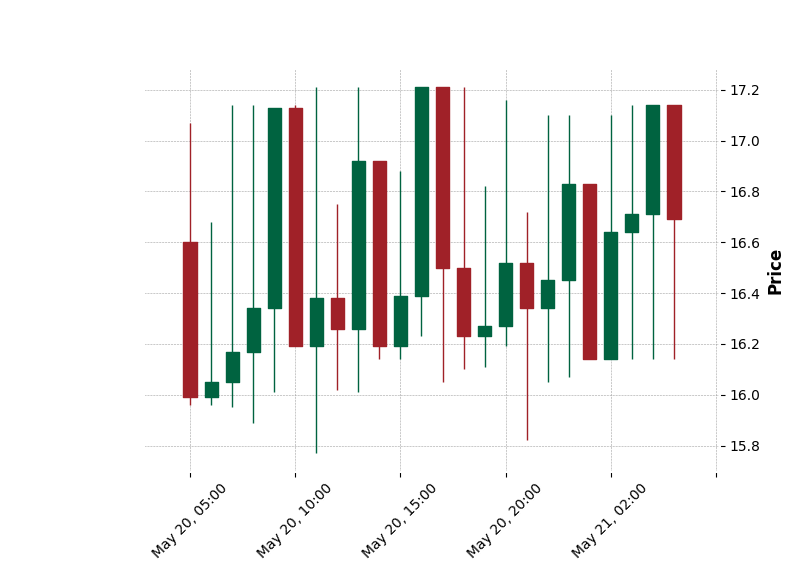 17.2
17.0
16.8
16.6
16.4
16.2
16.0
15.8
Price
May 20, 05:00
May 20, 10:00
May 20, 15:00
May 20, 20:00
May 21, 02:00